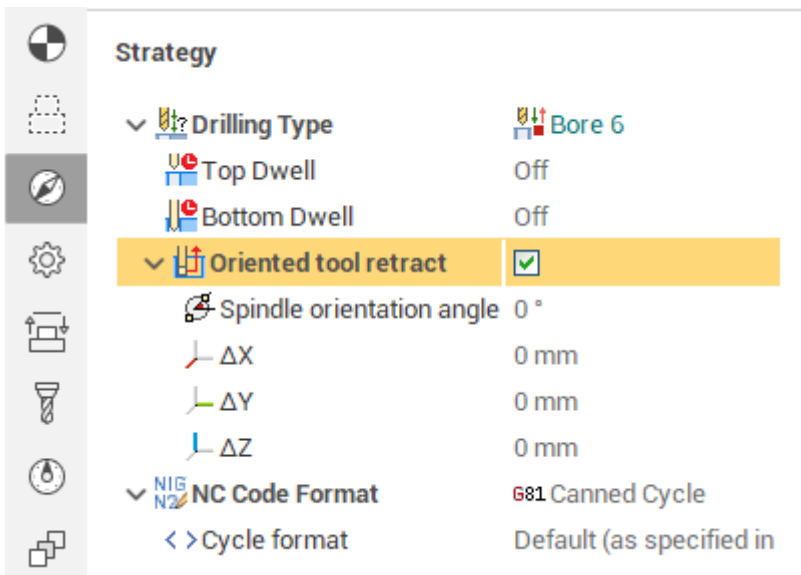 Strategy
Drilling Type Bore 6
Top Dwell Off
Bottom Dwell Off
Oriented tool retract
Spindle orientation angle 0 °
ΔX 0 mm
ΔY 0 mm
ΔZ 0 mm
NC Code Format G81 Canned Cycle
<> Cycle format Default (as specified in